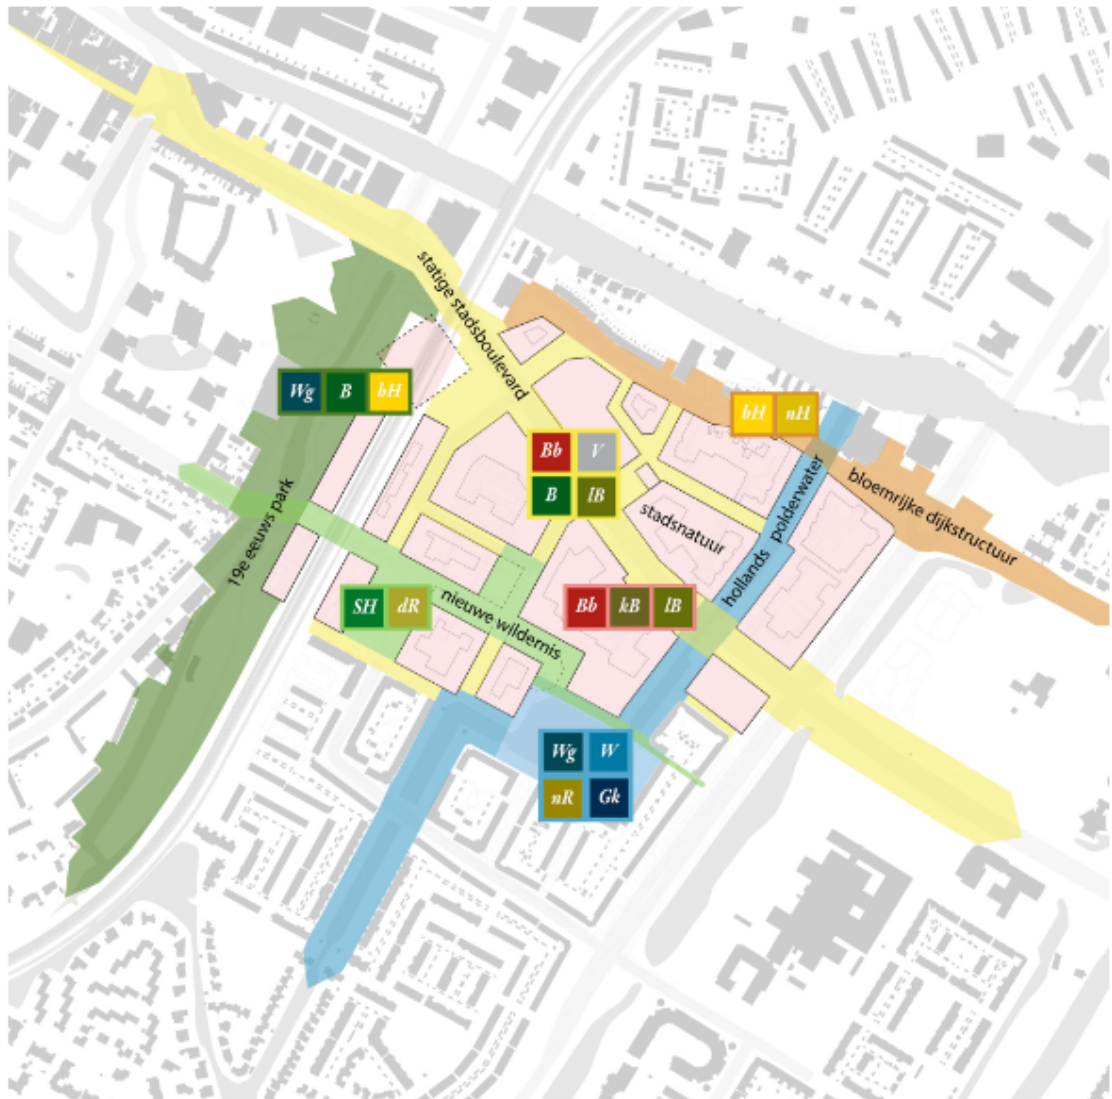 statige stadsboulevard
Wg B bH
bH nH
Bb V
B lB
bloemrijke dijkstructuur
stadsnatuur
hollands polderwater
19e eeuws park
SH dR
nieuwe wildernis
Bb kB lB
Wg W
nR Gk